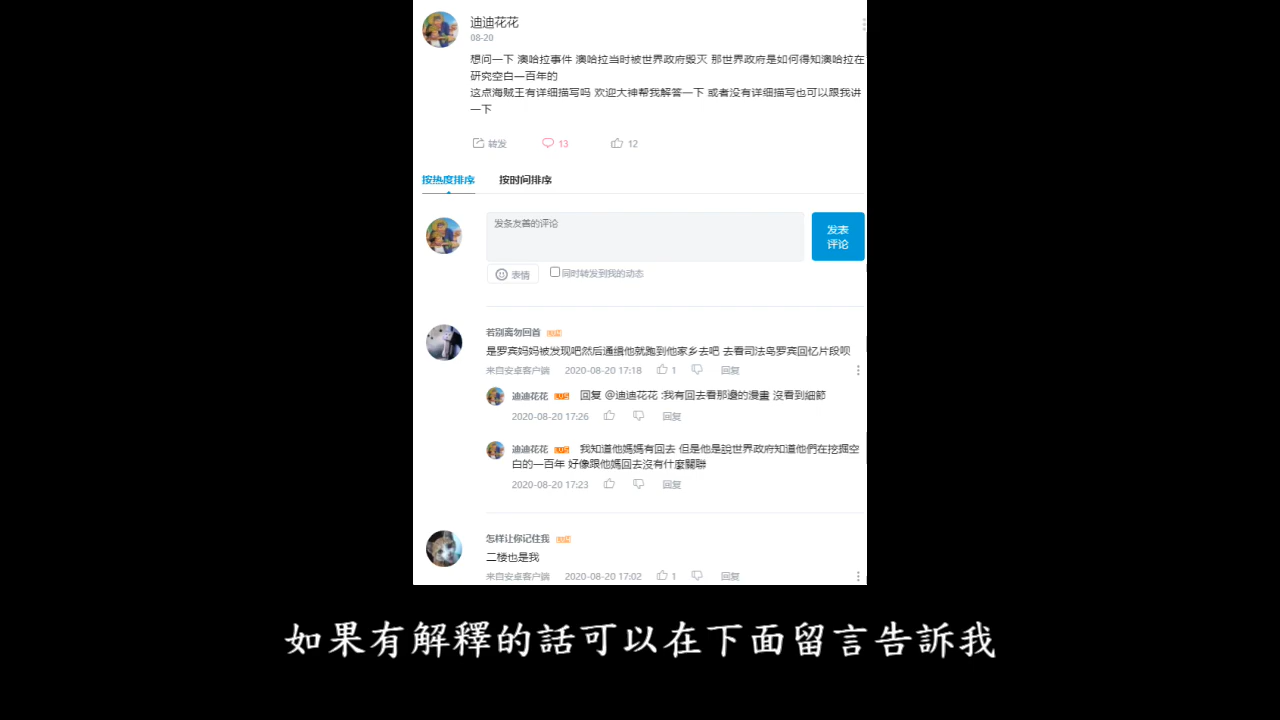 迪迪花花
08-20
想问一下 澳哈拉事件 澳哈拉当时被世界政府毁灭 那世界政府是如何得知澳哈拉在
研究空白一百年的
这点海贼王有详细描写吗 欢迎大神帮我解答一下 或者没有详细描写也可以跟我讲
一下
转发 13 12
按热度排序 按时间排序
发条友善的评论
发表
评论
表情 同时转发到我的动态
若别离勿回首
是罗宾妈妈被发现吧然后通缉他就跑到他家乡去吧 去看司法岛罗宾回忆片段呗
来自安卓客户端 2020-08-20 17:18 1 回复
迪迪花花 回复 @迪迪花花 :我有回去看那邊的漫畫 沒看到細節
2020-08-20 17:26 回复
迪迪花花 我知道他媽媽有回去 但是他是說世界政府知道他們在挖掘空
白的一百年 好像跟他媽回去沒有什麼關聯
2020-08-20 17:23 回复
怎样让你记住我
二楼也是我
来自安卓客户端 2020-08-20 17:02 1 回复
如果有解釋的話可以在下面留言告訴我